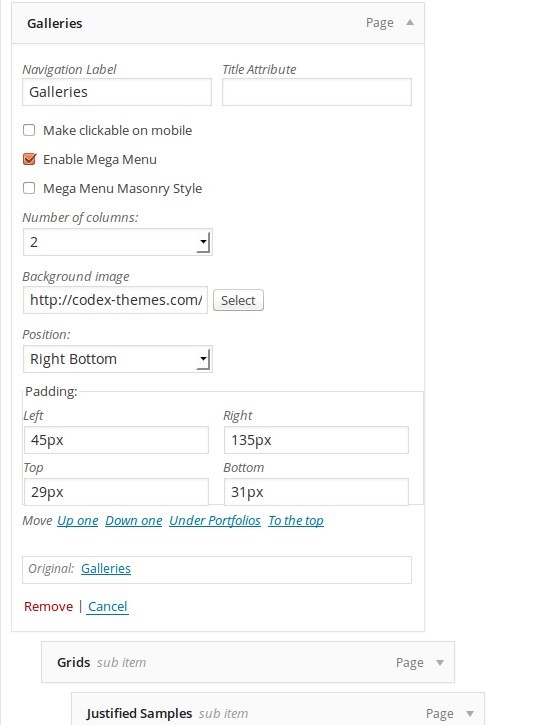 Galleries Page
Navigation Label Title Attribute
Galleries
Make clickable on mobile
Enable Mega Menu
Mega Menu Masonry Style
Number of columns:
2
Background image
http://codex-themes.com/ Select
Position:
Right Bottom
Padding:
Left Right
45px 135px
Top Bottom
29px 31px
Move Up one Down one Under Portfolios To the top
Original: Galleries
Remove | Cancel
Grids sub item Page
Justified Samples sub item Page